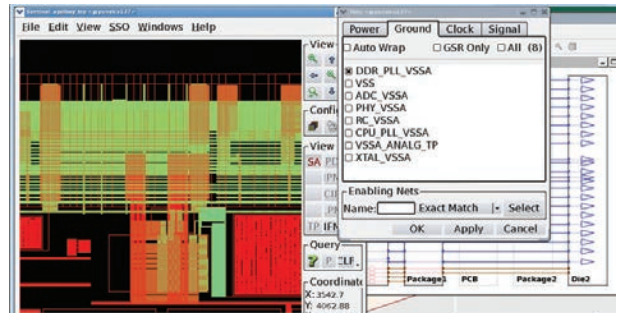 File Edit View SSO Windows Help
View
Confi
View
SA
TP IFN
Query
Coordinate
X: 3542.7
Y: 4062.88
Power Ground Clock Signal
Auto Wrap GSR Only All (8)
DDR_PLL_VSSA
VSS
ADC_VSSA
PHY_VSSA
RC_VSSA
CPU_PLL_VSSA
VSSA_ANALG_TP
XTAL_VSSA
Enabling Nets
Name: Exact Match Select
OK Apply Cancel
Package1 PCB Package2 Die2